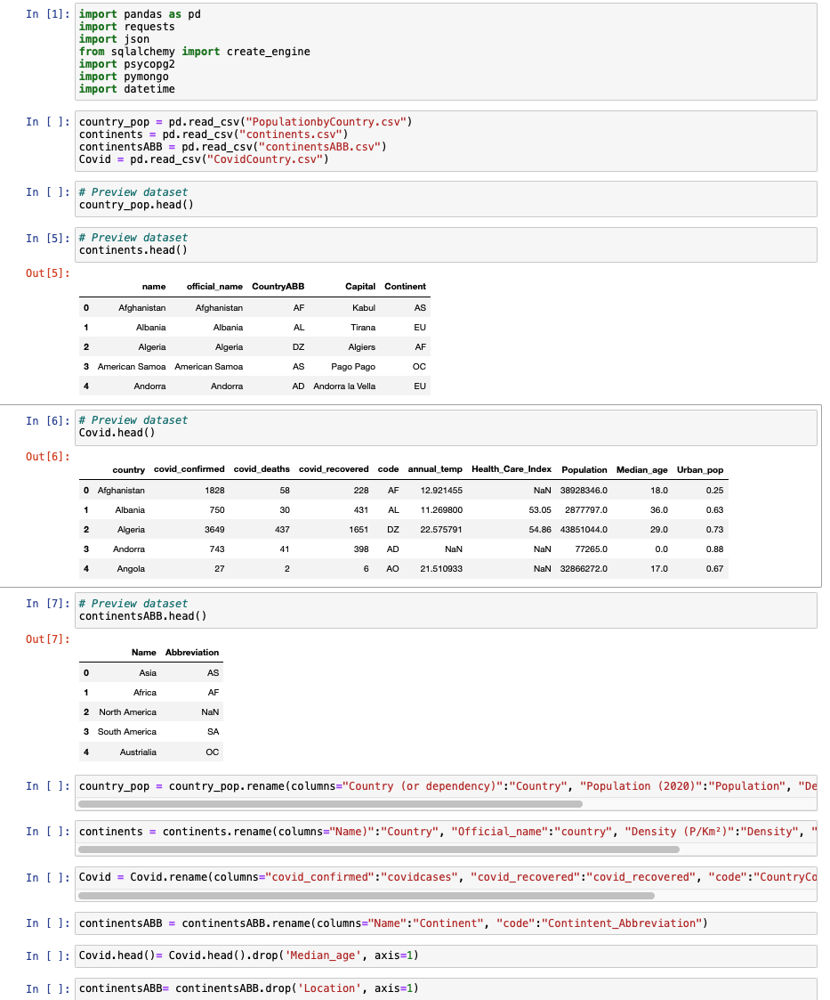 In [1]: import pandas as pd
import requests
import json
from sqlalchemy import create_engine
import psycopg2
import pymongo
import datetime
In [ ]: country_pop = pd.read_csv("PopulationbyCountry.csv")
continents = pd.read_csv("continents.csv")
continentsABB = pd.read_csv("continentsABB.csv")
Covid = pd.read_csv("CovidCountry.csv")
In [ ]: # Preview dataset
country_pop.head()
In [5]: # Preview dataset
continents.head()
Out[5]:
name official_name CountryABB Capital Continent
0 Afghanistan Afghanistan AF Kabul AS
1 Albania Albania AL Tirana EU
2 Algeria Algeria DZ Algiers AF
3 American Samoa American Samoa AS Pago Pago OC
4 Andorra Andorra AD Andorra la Vella EU
In [6]: # Preview dataset
Covid.head()
Out[6]:
country covid_confirmed covid_deaths covid_recovered code annual_temp Health_Care_Index Population Median_age Urban_pop
0 Afghanistan 1828 58 228 AF 12.921455 NaN 38928346.0 18.0 0.25
1 Albania 750 30 431 AL 11.269800 53.05 2877797.0 36.0 0.63
2 Algeria 3649 437 1651 DZ 22.575791 54.86 43851044.0 29.0 0.73
3 Andorra 743 41 398 AD NaN NaN 77265.0 0.0 0.88
4 Angola 27 2 6 AO 21.510933 NaN 32866272.0 17.0 0.67
In [7]: # Preview dataset
continentsABB.head()
Out[7]:
Name Abbreviation
0 Asia AS
1 Africa AF
2 North America NaN
3 South America SA
4 Austrialia OC
In [ ]: country_pop = country_pop.rename(columns="Country (or dependency)":"Country", "Population (2020)":"Population", "De
In [ ]: continents = continents.rename(columns="Name)":"Country", "Official_name":"country", "Density (P/Km²)":"Density", "
In [ ]: Covid = Covid.rename(columns="covid_confirmed":"covidcases", "covid_recovered":"covid_recovered", "code":"CountryCo
In [ ]: continentsABB = continentsABB.rename(columns="Name":"Continent", "code":"Contintent_Abbreviation")
In [ ]: Covid.head()= Covid.head().drop('Median_age', axis=1)
In [ ]: continentsABB= continentsABB.drop('Location', axis=1)